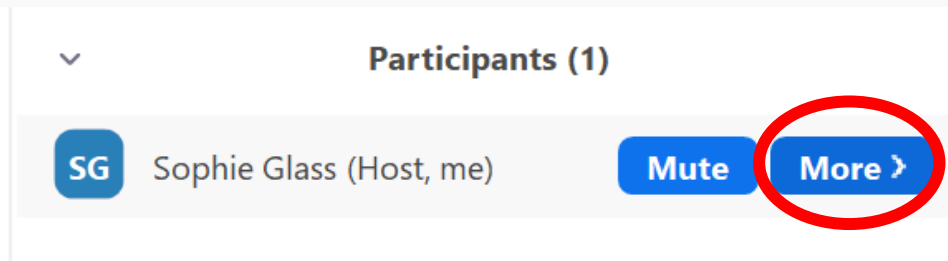 Participants (1)
SG Sophie Glass (Host, me) Mute More >